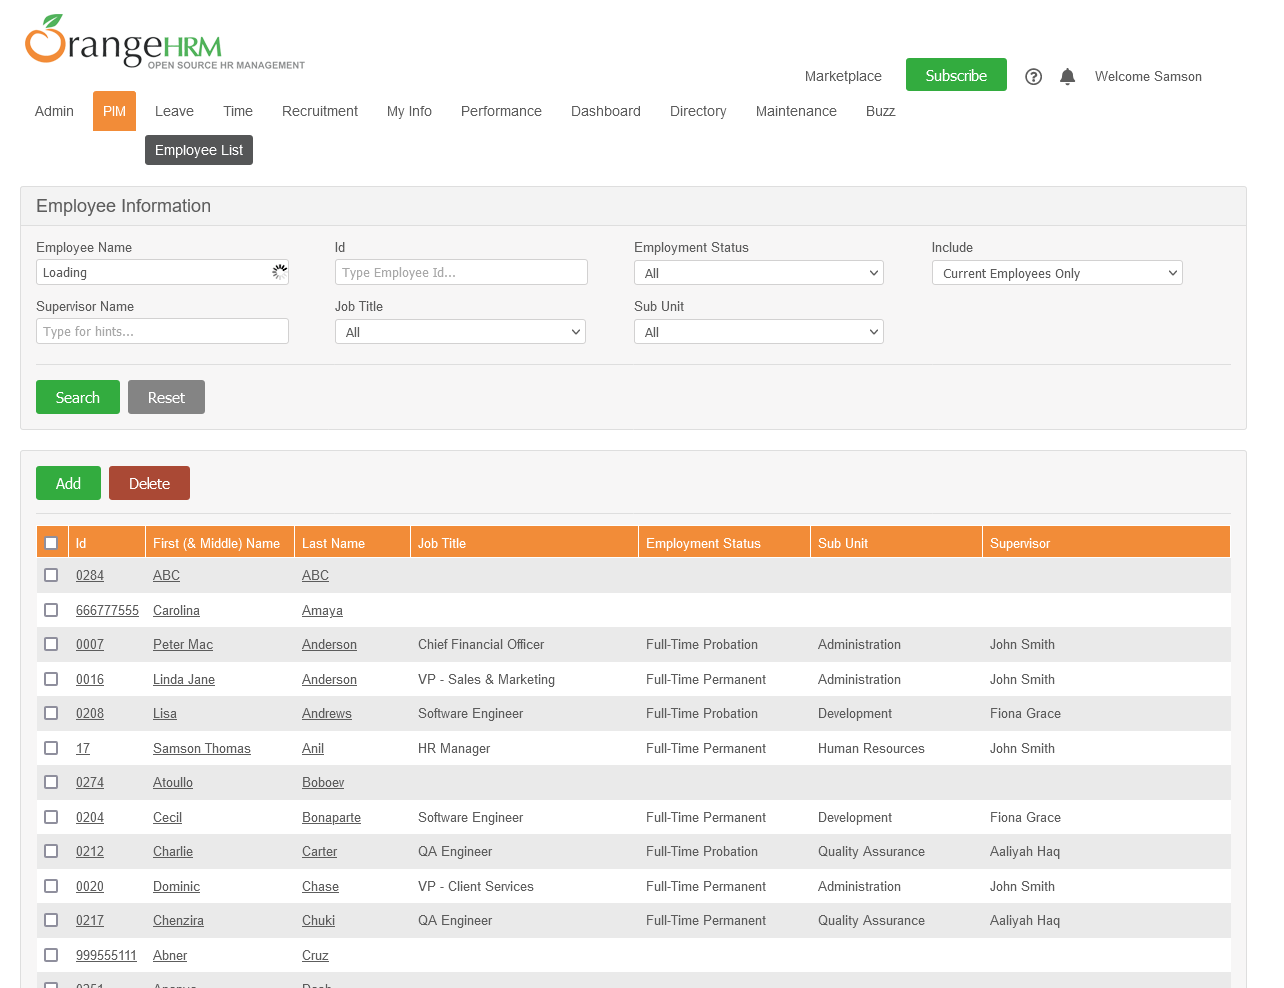 OrangeHRM
OPEN SOURCE HR MANAGEMENT
Marketplace Subscribe Welcome Samson
Admin PIM Leave Time Recruitment My Info Performance Dashboard Directory Maintenance Buzz
Employee List
Employee Information
Employee Name Id Employment Status Include
Loading Type Employee Id... All Current Employees Only
Supervisor Name Job Title Sub Unit
Type for hints... All All
Search Reset
Add Delete
Id First (& Middle) Name Last Name Job Title Employment Status Sub Unit Supervisor
0284 ABC ABC
666777555 Carolina Amaya
0007 Peter Mac Anderson Chief Financial Officer Full-Time Probation Administration John Smith
0016 Linda Jane Anderson VP - Sales & Marketing Full-Time Permanent Administration John Smith
0208 Lisa Andrews Software Engineer Full-Time Probation Development Fiona Grace
17 Samson Thomas Anil HR Manager Full-Time Permanent Human Resources John Smith
0274 Atoullo Boboev
0204 Cecil Bonaparte Software Engineer Full-Time Permanent Development Fiona Grace
0212 Charlie Carter QA Engineer Full-Time Probation Quality Assurance Aaliyah Haq
0020 Dominic Chase VP - Client Services Full-Time Permanent Administration John Smith
0217 Chenzira Chuki QA Engineer Full-Time Permanent Quality Assurance Aaliyah Haq
999555111 Abner Cruz